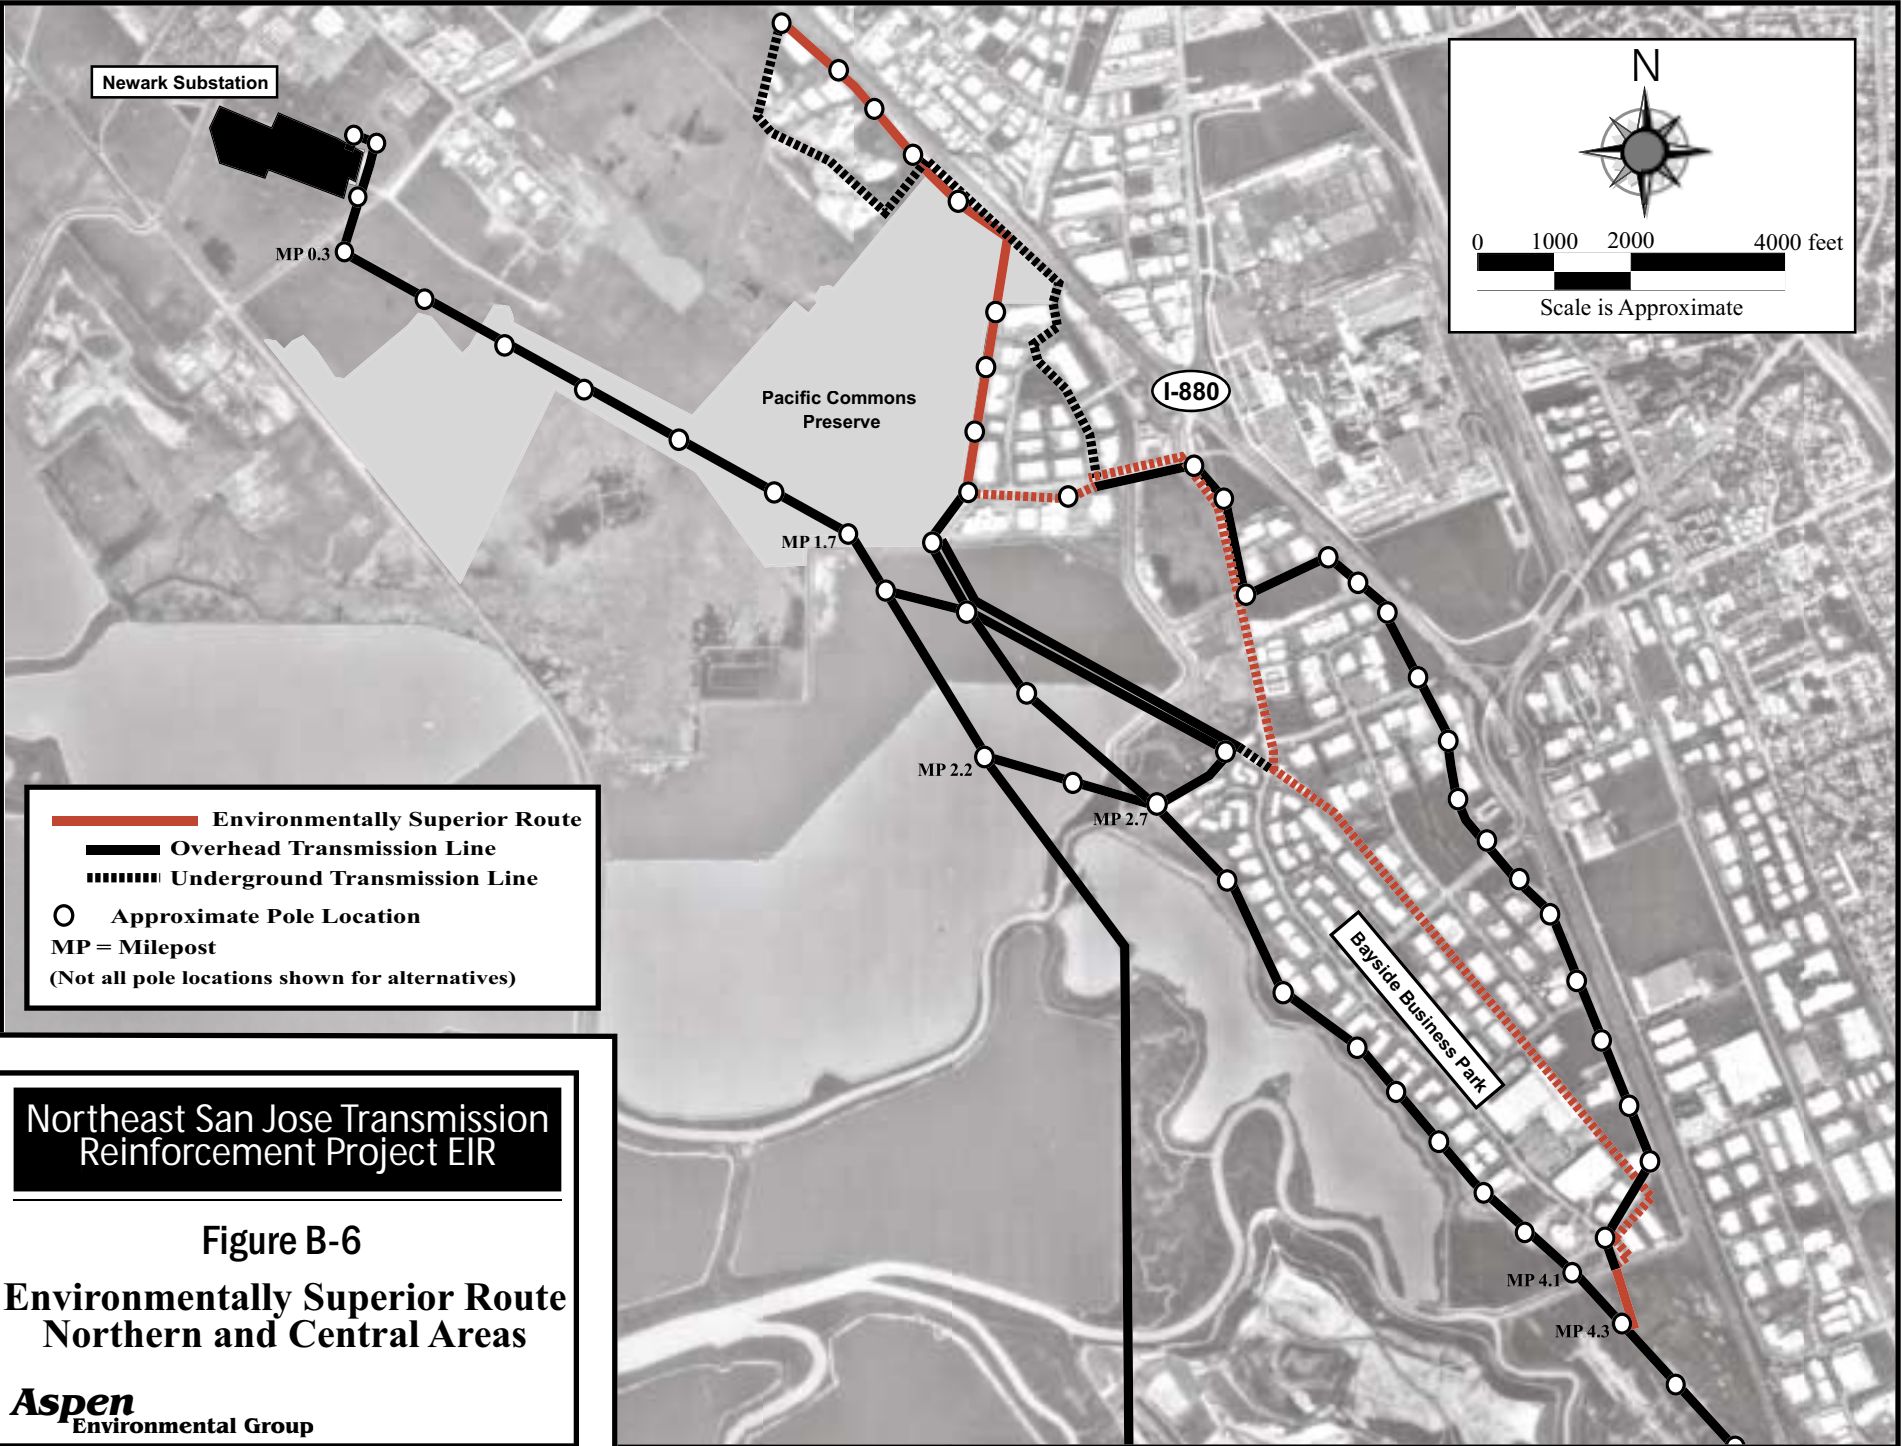 Newark Substation
N
0 1000 2000 4000 feet
Scale is Approximate
MP 0.3
Pacific Commons
Preserve
I-880
MP 1.7
MP 2.2
MP 2.7
Environmentally Superior Route
Overhead Transmission Line
Underground Transmission Line
Approximate Pole Location
MP = Milepost
(Not all pole locations shown for alternatives)
Bayside Business Park
MP 4.1
MP 4.3
Northeast San Jose Transmission
Reinforcement Project EIR
Figure B-6
Environmentally Superior Route
Northern and Central Areas
Aspen
Environmental Group